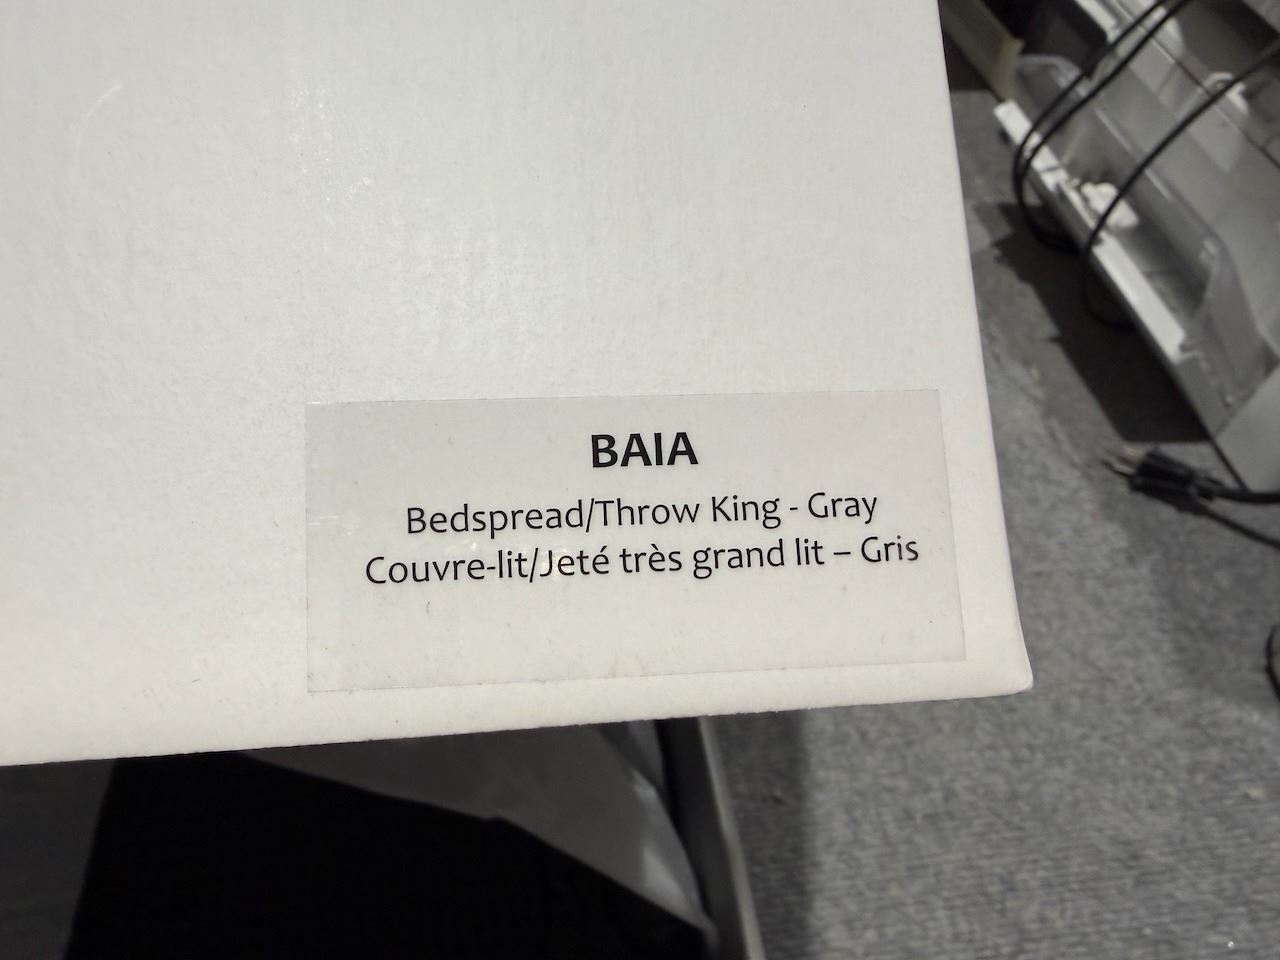 BAIA
Bedspread/Throw King - Gray
Couvre-lit/Jeté très grand lit – Gris